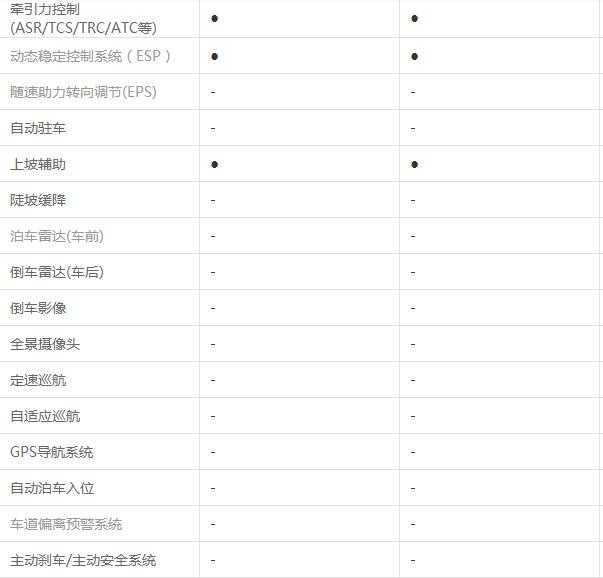 牵引力控制
(ASR/TCS/TRC/ATC等) ● ●
动态稳定控制系统（ESP） ● ●
随速助力转向调节(EPS) - -
自动驻车 - -
上坡辅助 ● ●
陡坡缓降 - -
泊车雷达(车前) - -
倒车雷达(车后) - -
倒车影像 - -
全景摄像头 - -
定速巡航 - -
自适应巡航 - -
GPS导航系统 - -
自动泊车入位 - -
车道偏离预警系统 - -
主动刹车/主动安全系统 - -